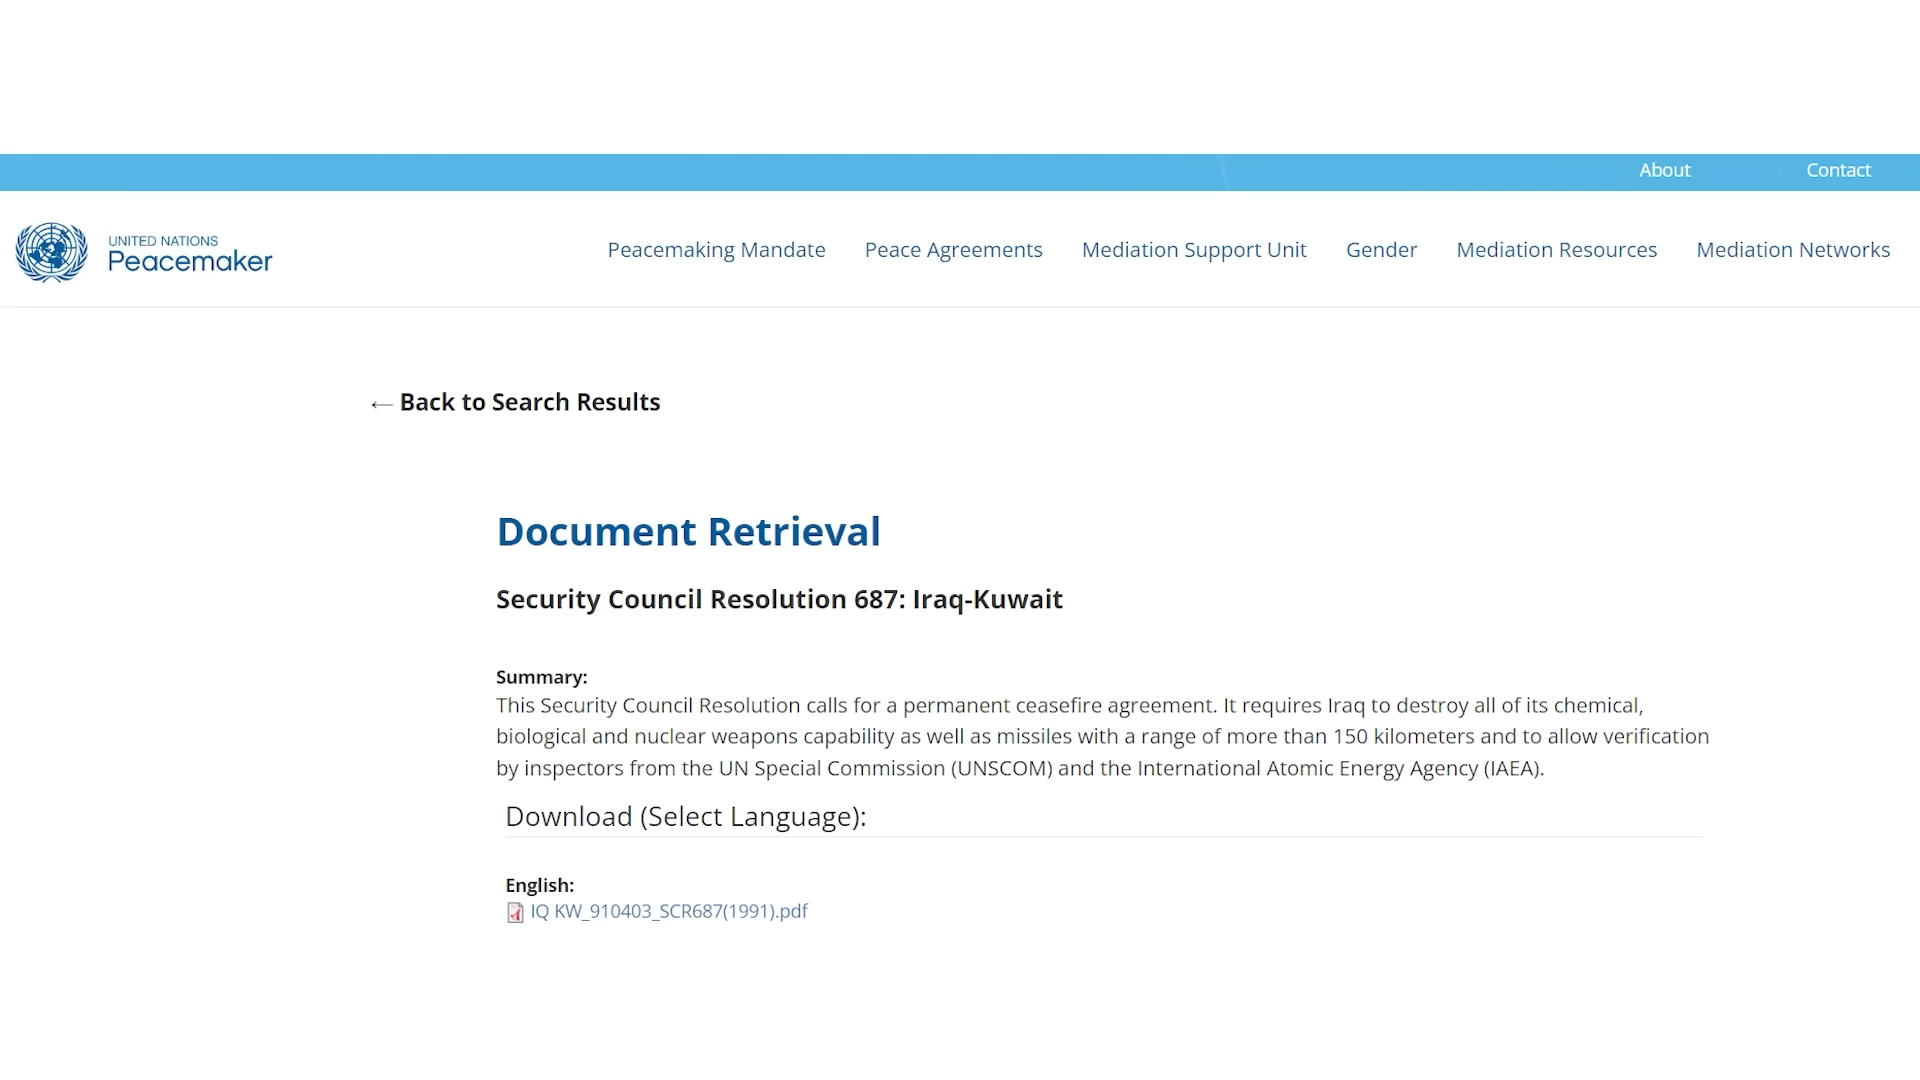 About Contact
UNITED NATIONS
Peacemaker
Peacemaking Mandate Peace Agreements Mediation Support Unit Gender Mediation Resources Mediation Networks
← Back to Search Results
Document Retrieval
Security Council Resolution 687: Iraq-Kuwait
Summary:
This Security Council Resolution calls for a permanent ceasefire agreement. It requires Iraq to destroy all of its chemical,
biological and nuclear weapons capability as well as missiles with a range of more than 150 kilometers and to allow verification
by inspectors from the UN Special Commission (UNSCOM) and the International Atomic Energy Agency (IAEA).
Download (Select Language):
English:
IQ KW_910403_SCR687(1991).pdf